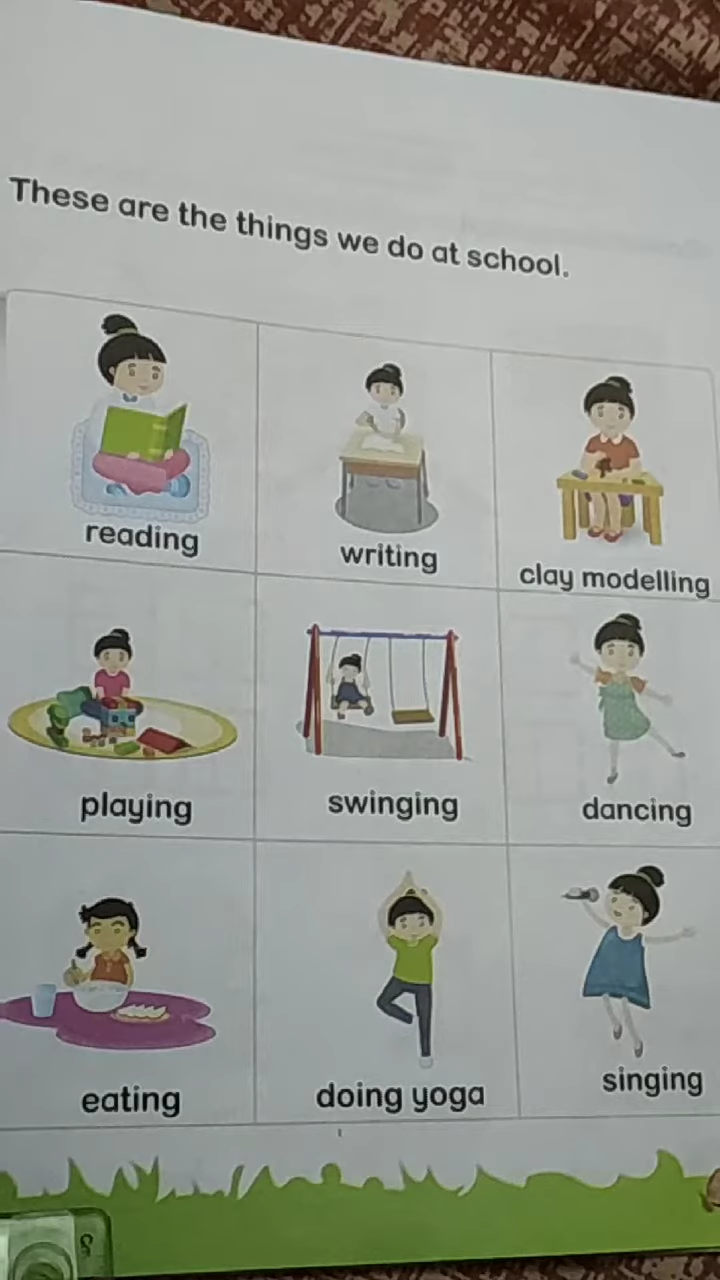 These are the things we do at school.
reading
writing
clay modelling
playing
swinging
dancing
eating
doing yoga
singing